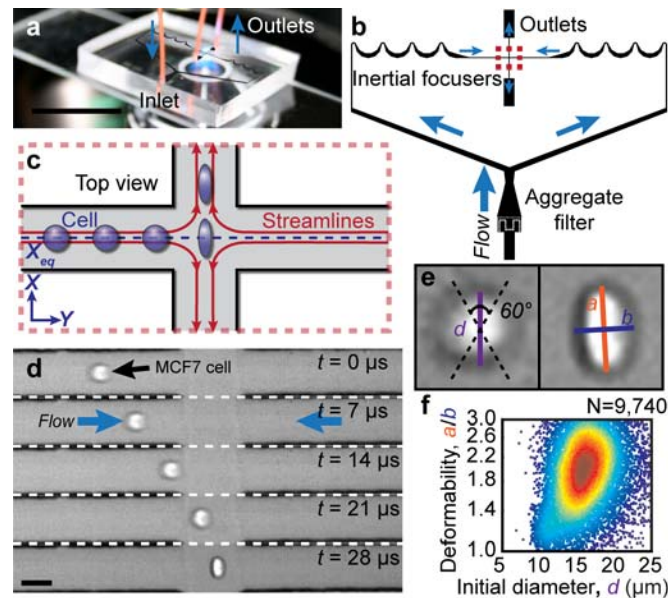 a
Outlets
Inlet
b
Outlets
Inertial focusers
Flow
Aggregate
filter
c
Top view
Cell
Streamlines
Xeq
X
Y
d
MCF7 cell
t = 0 μs
Flow
t = 7 μs
t = 14 μs
t = 21 μs
t = 28 μs
e
60°
d
a
b
f
N=9,740
Deformability, a/b
3.0
2.6
2.2
1.8
1.4
1.0
5 10 15 20 25
Initial diameter, d (μm)